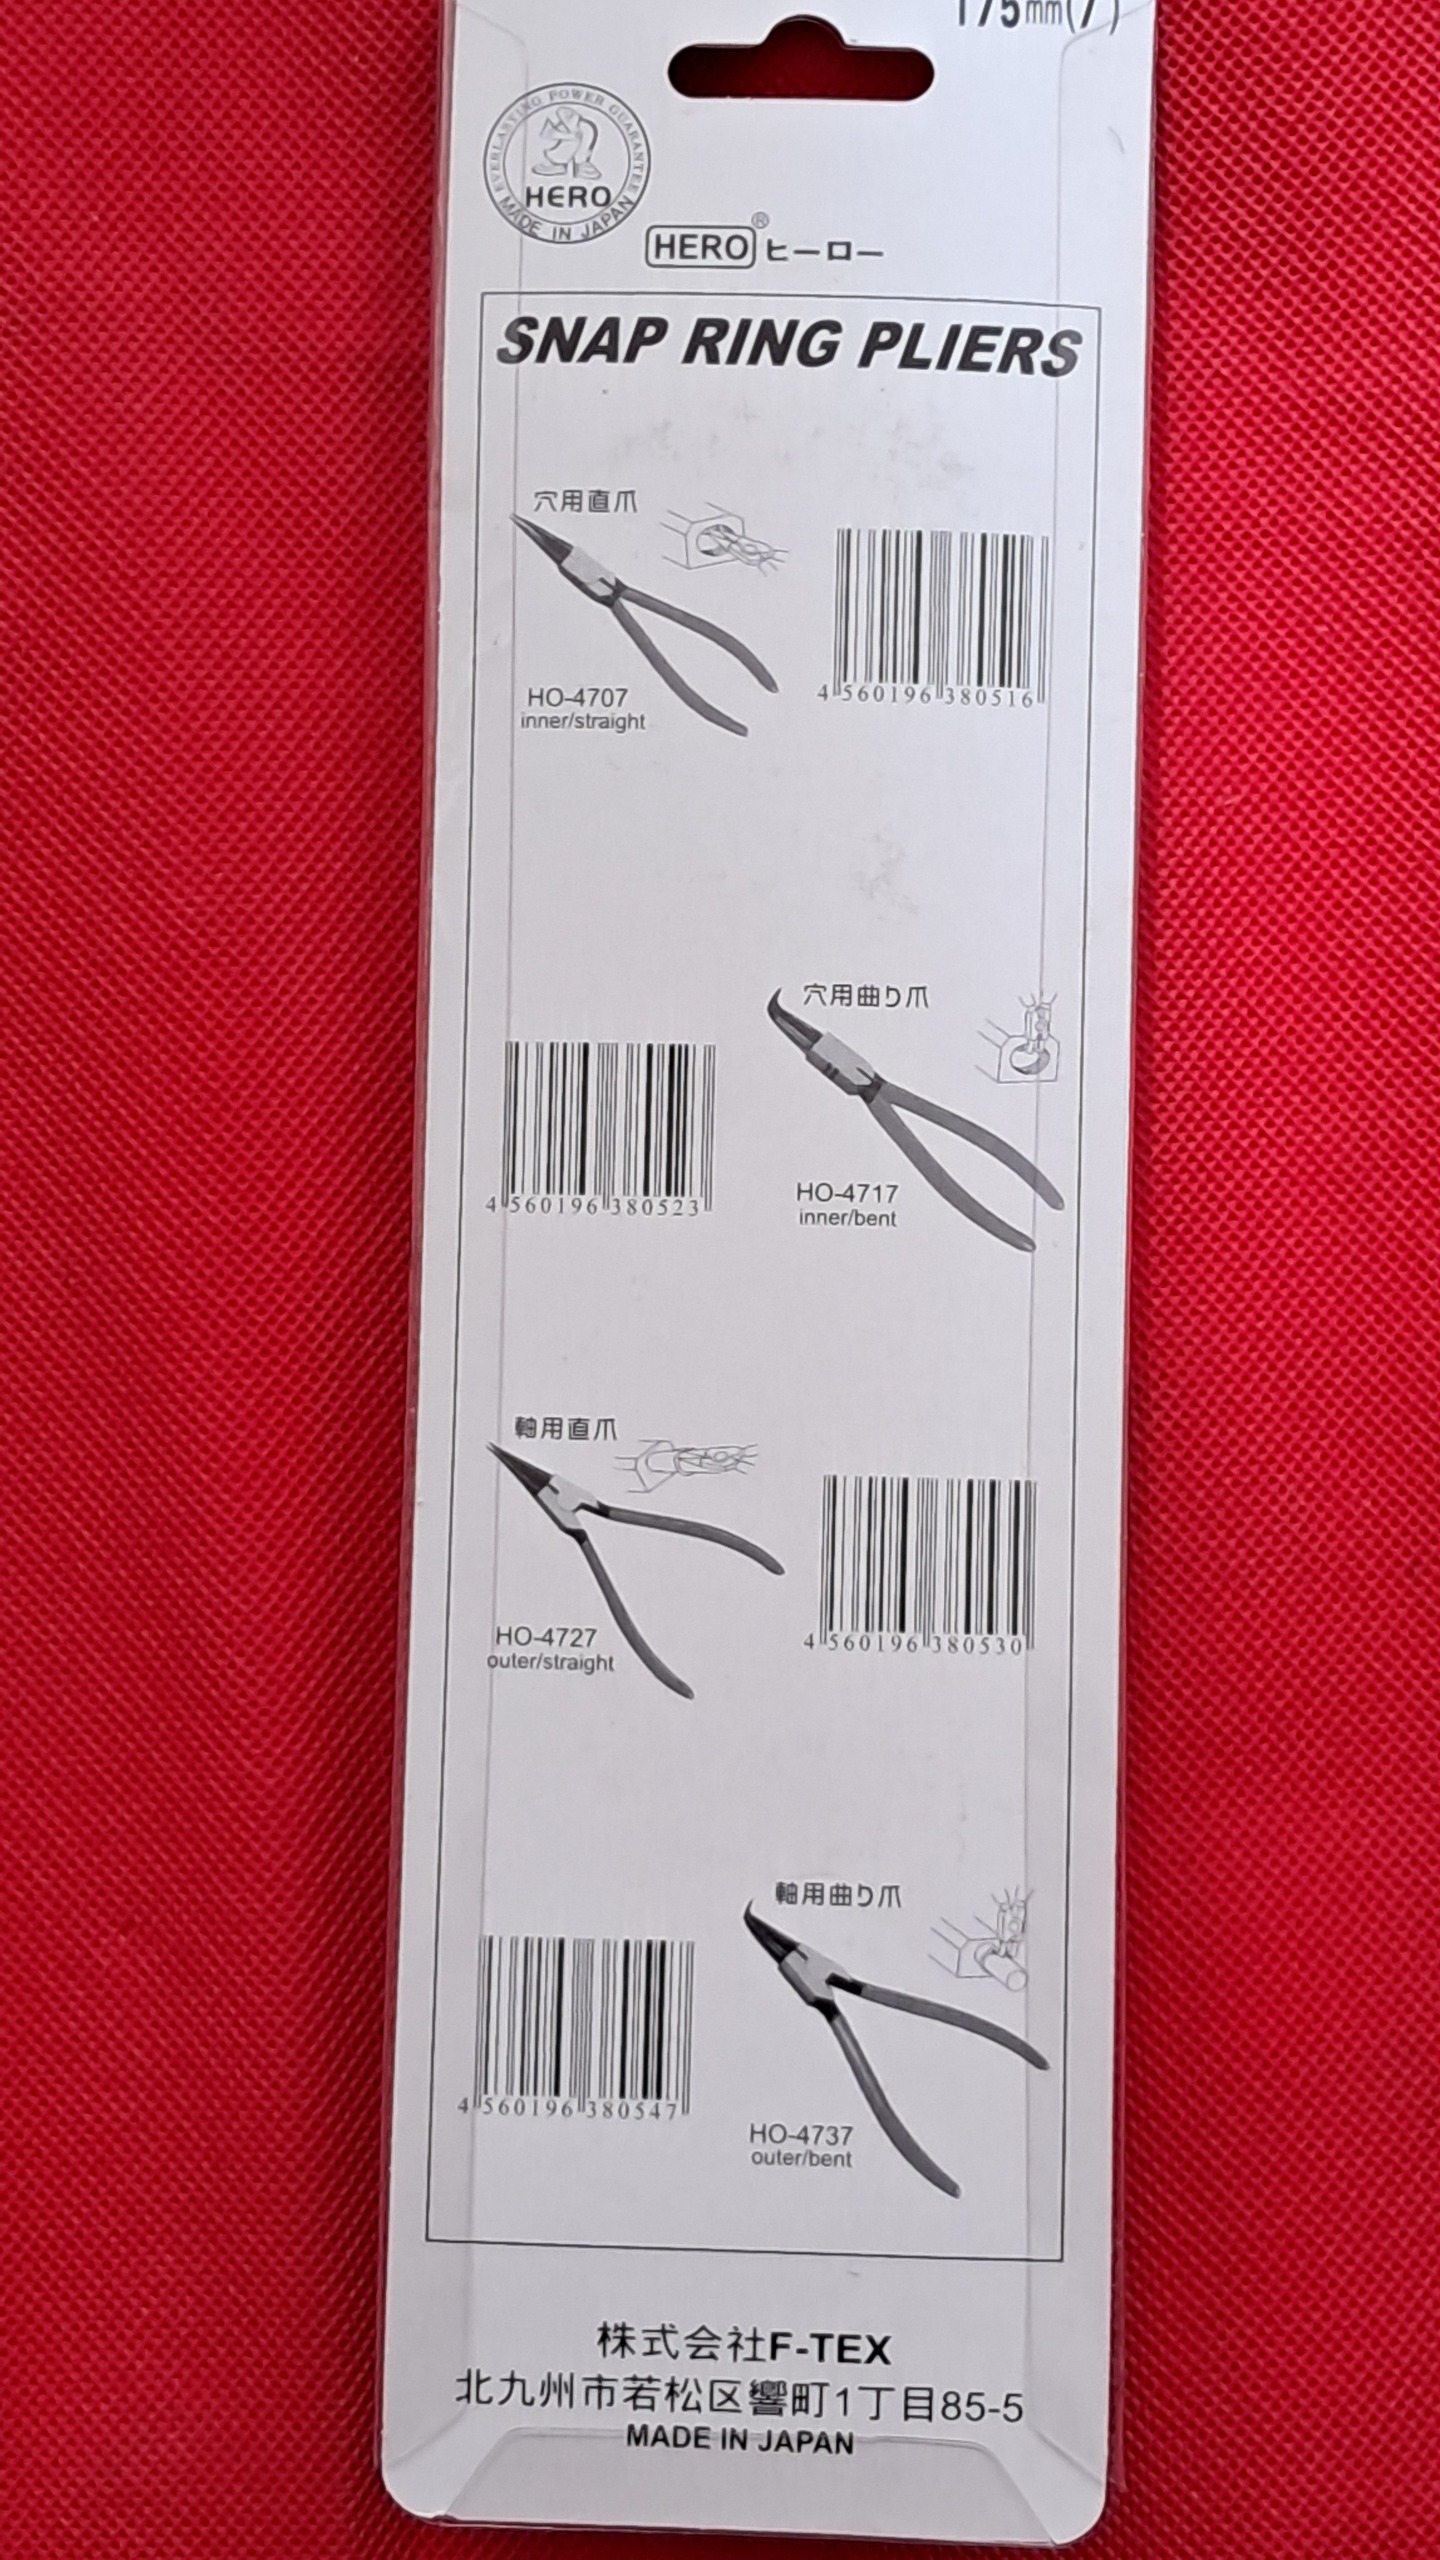 175mm(7")
EVERLASTING POWER GUARANTEE
HERO
MADE IN JAPAN
HERO® ヒーロー
SNAP RING PLIERS
穴用直爪
4 560196 380516
HO-4707
inner/straight
穴用曲り爪
4 560196 380523
HO-4717
inner/bent
軸用直爪
4 560196 380530
HO-4727
outer/straight
軸用曲り爪
4 560196 380547
HO-4737
outer/bent
株式会社F-TEX
北九州市若松区響町1丁目85-5
MADE IN JAPAN